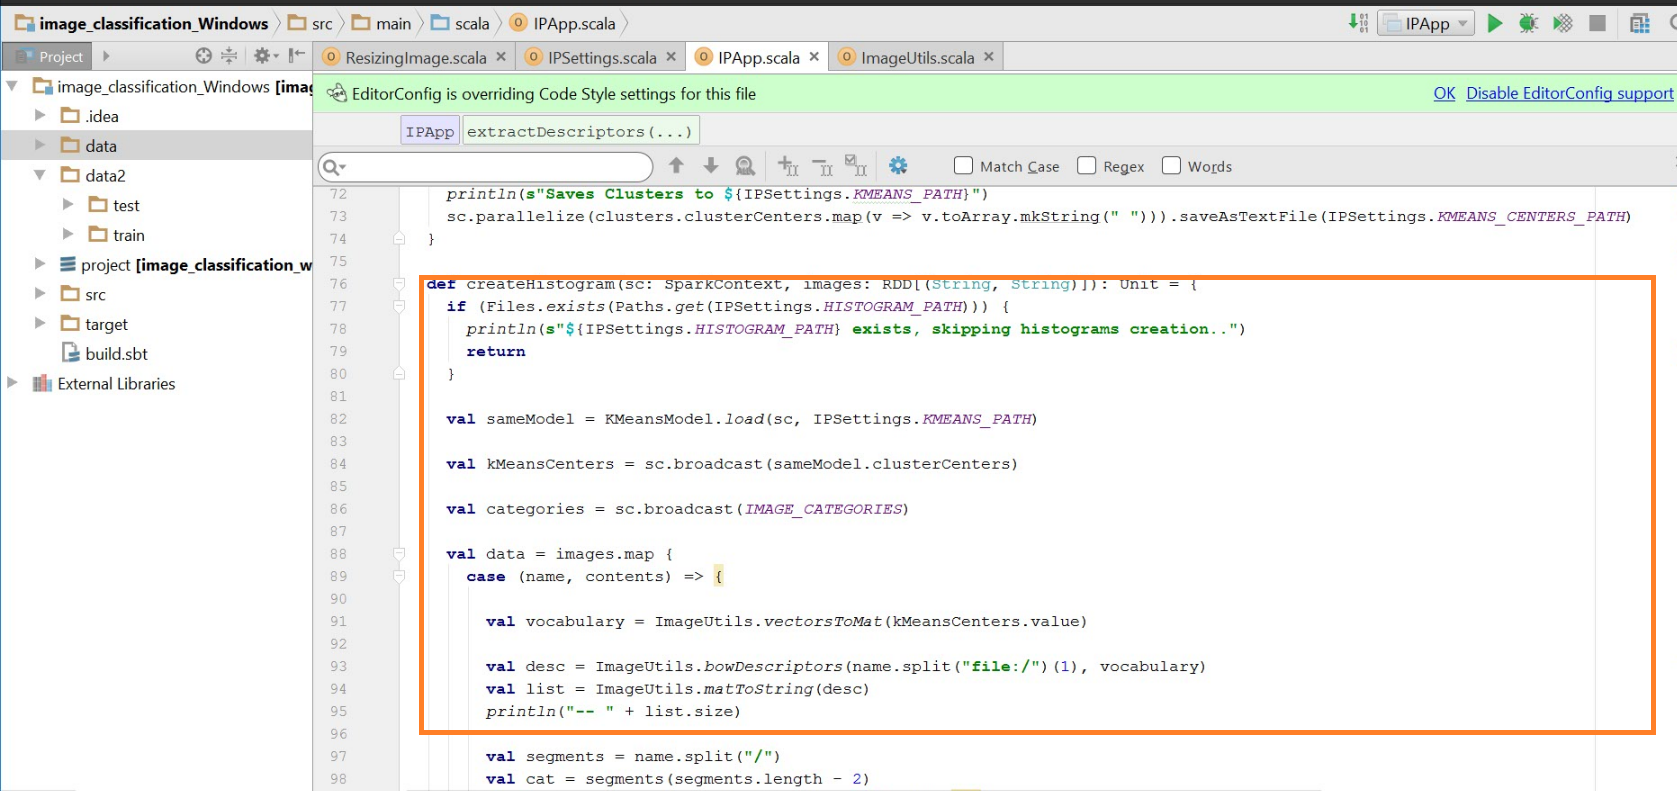 image_classification_Windows src main scala IPApp.scala IPApp
Project ResizingImage.scala IPSettings.scala IPApp.scala ImageUtils.scala
image_classification_Windows [imag
.idea
data
data2
test
train
project [image_classification_w
src
target
build.sbt
External Libraries
EditorConfig is overriding Code Style settings for this file OK Disable EditorConfig support
IPApp extractDescriptors(...)
Match Case Regex Words
72 println(s"Saves Clusters to ${IPSettings.KMEANS_PATH}")
73 sc.parallelize(clusters.clusterCenters.map(v => v.toArray.mkString(" "))).saveAsTextFile(IPSettings.KMEANS_CENTERS_PATH)
74 }
75
76 def createHistogram(sc: SparkContext, images: RDD[(String, String)]): Unit = {
77 if (Files.exists(Paths.get(IPSettings.HISTOGRAM_PATH))) {
78 println(s"${IPSettings.HISTOGRAM_PATH} exists, skipping histograms creation..")
79 return
80 }
81
82 val sameModel = KMeansModel.load(sc, IPSettings.KMEANS_PATH)
83
84 val kMeansCenters = sc.broadcast(sameModel.clusterCenters)
85
86 val categories = sc.broadcast(IMAGE_CATEGORIES)
87
88 val data = images.map {
89 case (name, contents) => {
90
91 val vocabulary = ImageUtils.vectorsToMat(kMeansCenters.value)
92
93 val desc = ImageUtils.bowDescriptors(name.split("file:/")(1), vocabulary)
94 val list = ImageUtils.matToString(desc)
95 println("-- " + list.size)
96
97 val segments = name.split("/")
98 val cat = segments(segments.length - 2)